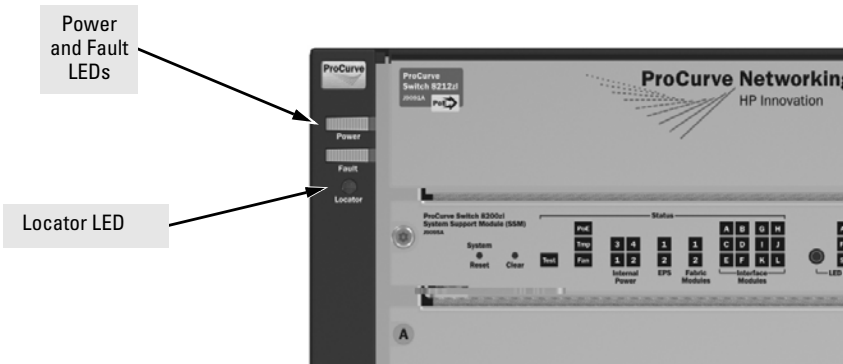 Power
and Fault
LEDs
Locator LED
ProCurve
Power
Fault
Locator
ProCurve
Switch 8212zl
J9091A
PoE
ProCurve Networking
HP Innovation
ProCurve Switch 8200zl
System Support Module (SSM)
J9095A
Status
System
Reset
Clear
Test
PoE
Tmp
Fan
3 4
1 2
Internal
Power
1
2
EPS
1
2
Fabric
Modules
A B G H
C D I J
E F K L
Interface
Modules
LED
A